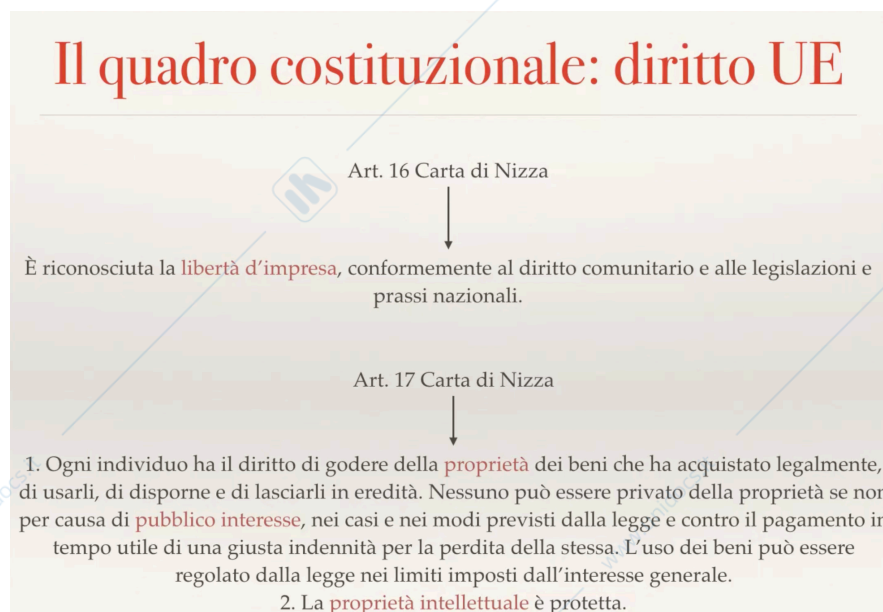 Il quadro costituzionale: diritto UE
Art. 16 Carta di Nizza
È riconosciuta la libertà d'impresa, conformemente al diritto comunitario e alle legislazioni e
prassi nazionali.
Art. 17 Carta di Nizza
1. Ogni individuo ha il diritto di godere della proprietà dei beni che ha acquistato legalmente,
di usarli, di disporne e di lasciarli in eredità. Nessuno può essere privato della proprietà se non
per causa di pubblico interesse, nei casi e nei modi previsti dalla legge e contro il pagamento in
tempo utile di una giusta indennità per la perdita della stessa. L'uso dei beni può essere
regolato dalla legge nei limiti imposti dall'interesse generale.
2. La proprietà intellettuale è protetta.